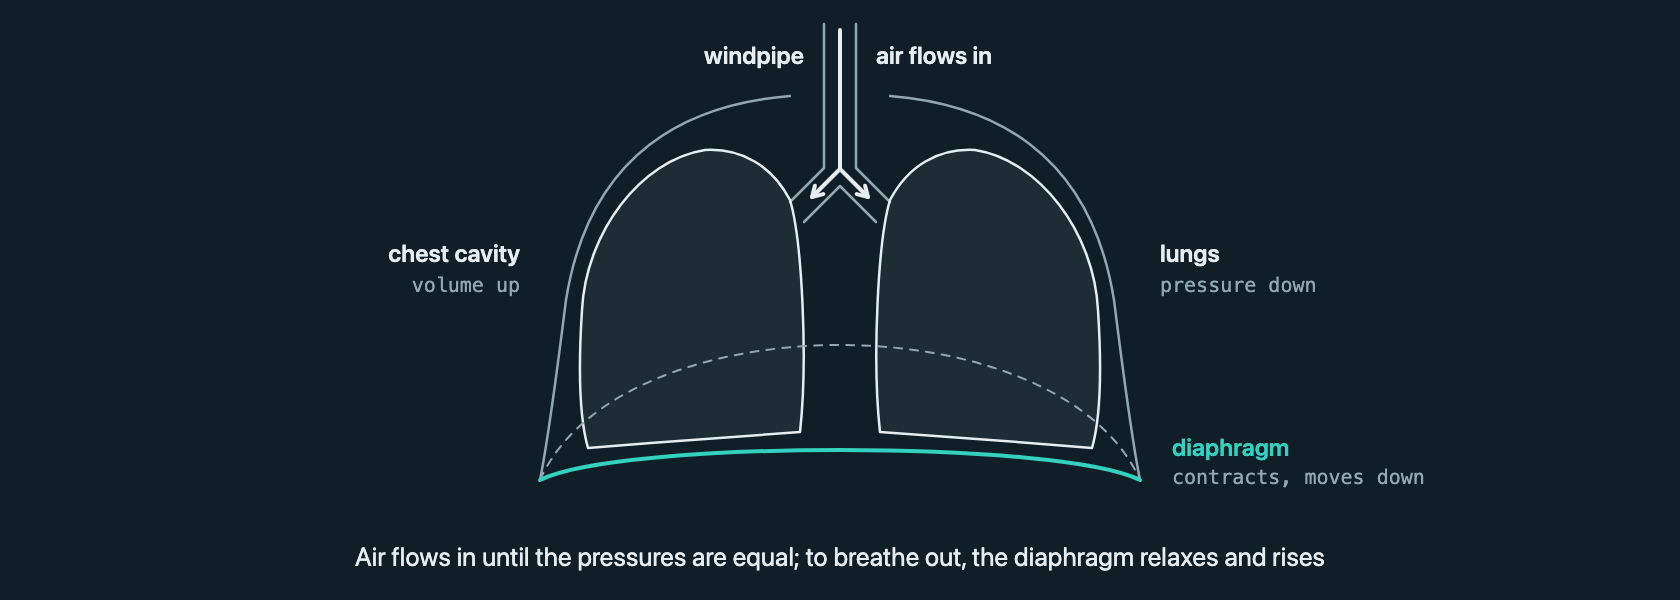 windpipe
air flows in
chest cavity
volume up
lungs
pressure down
diaphragm
contracts, moves down
Air flows in until the pressures are equal; to breathe out, the diaphragm relaxes and rises